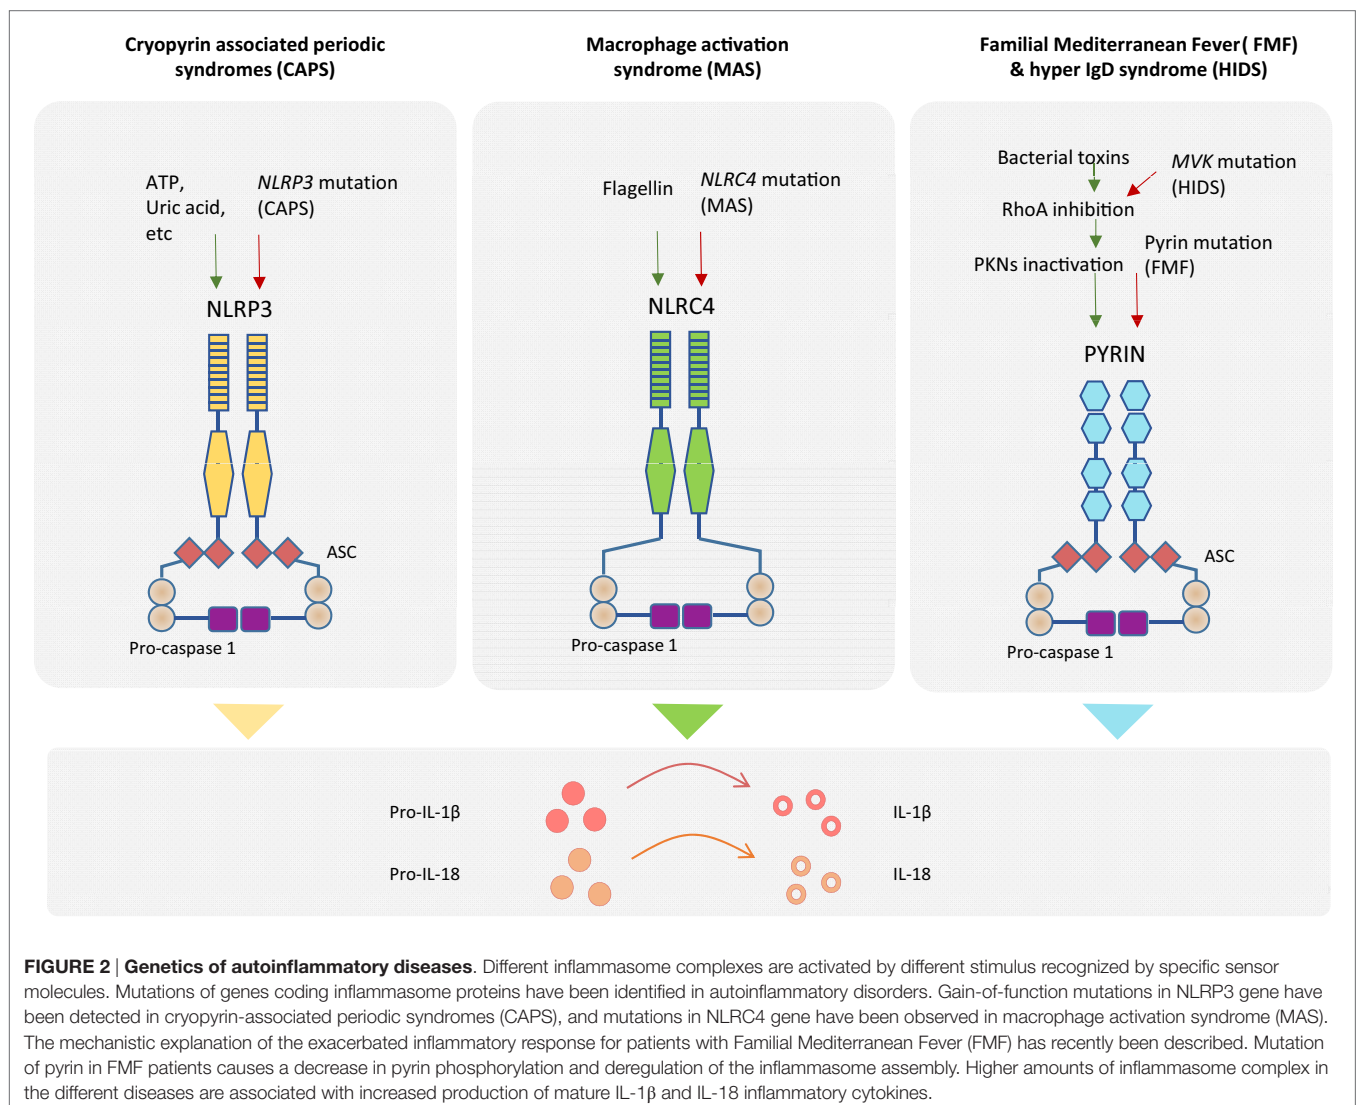 Cryopyrin associated periodic
syndromes (CAPS)
Macrophage activation
syndrome (MAS)
Familial Mediterranean Fever( FMF)
& hyper IgD syndrome (HIDS)
ATP,
Uric acid,
etc
NLRP3 mutation
(CAPS)
NLRP3
ASC
Pro-caspase 1
Flagellin
NLRC4 mutation
(MAS)
NLRC4
Pro-caspase 1
Bacterial toxins
MVK mutation
(HIDS)
RhoA inhibition
Pyrin mutation
(FMF)
PKNs inactivation
PYRIN
ASC
Pro-caspase 1
Pro-IL-1β
IL-1β
Pro-IL-18
IL-18
FIGURE 2 | Genetics of autoinflammatory diseases. Different inflammasome complexes are activated by different stimulus recognized by specific sensor
molecules. Mutations of genes coding inflammasome proteins have been identified in autoinflammatory disorders. Gain-of-function mutations in NLRP3 gene have
been detected in cryopyrin-associated periodic syndromes (CAPS), and mutations in NLRC4 gene have been observed in macrophage activation syndrome (MAS).
The mechanistic explanation of the exacerbated inflammatory response for patients with Familial Mediterranean Fever (FMF) has recently been described. Mutation
of pyrin in FMF patients causes a decrease in pyrin phosphorylation and deregulation of the inflammasome assembly. Higher amounts of inflammasome complex in
the different diseases are associated with increased production of mature IL-1β and IL-18 inflammatory cytokines.